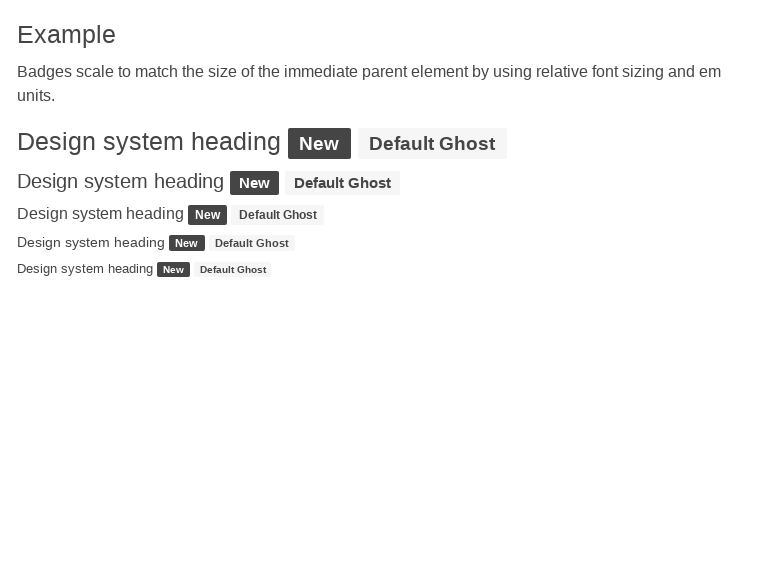 Example
Badges scale to match the size of the immediate parent element by using relative font sizing and em
units.
Design system heading New Default Ghost
Design system heading New Default Ghost
Design system heading New Default Ghost
Design system heading New Default Ghost
Design system heading New Default Ghost